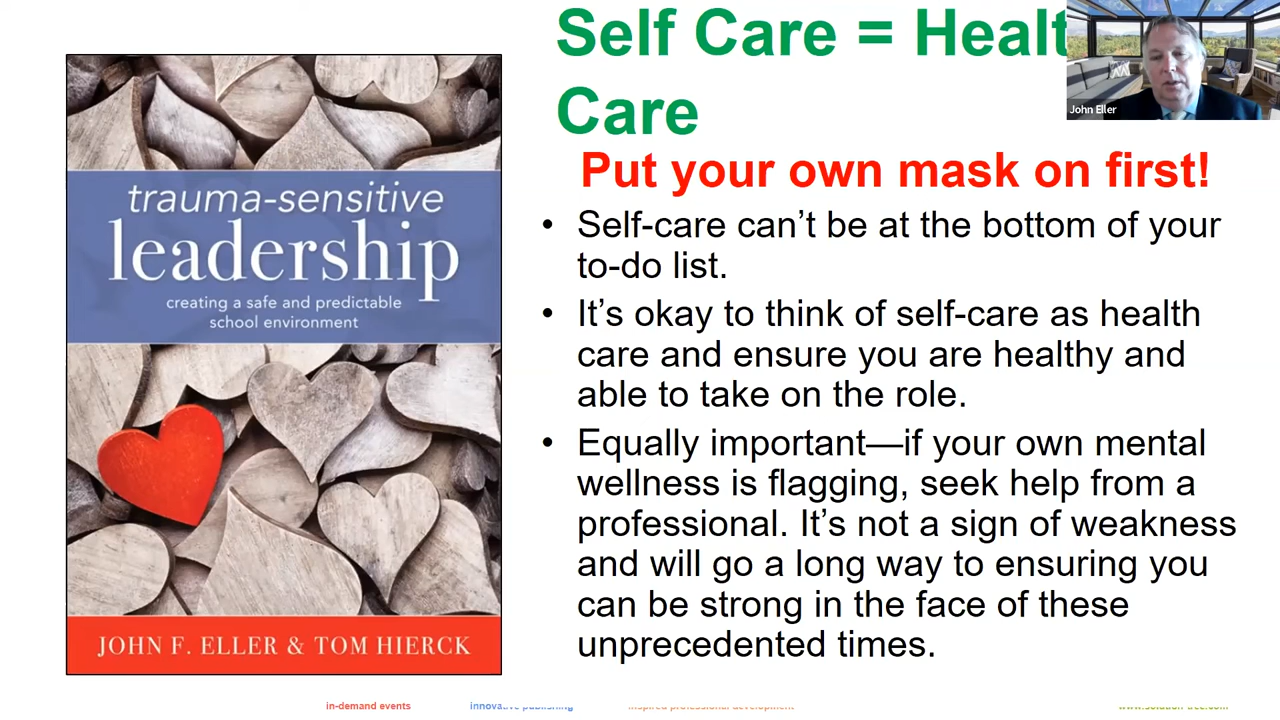 Self Care = Healt
Care
John Eller
Put your own mask on first!
• Self-care can’t be at the bottom of your
to-do list.
• It’s okay to think of self-care as health
care and ensure you are healthy and
able to take on the role.
• Equally important—if your own mental
wellness is flagging, seek help from a
professional. It’s not a sign of weakness
and will go a long way to ensuring you
can be strong in the face of these
unprecedented times.
trauma-sensitive
leadership
creating a safe and predictable
school environment
JOHN F. ELLER & TOM HIERCK
in-demand events
innovative publishing
inspired professional development